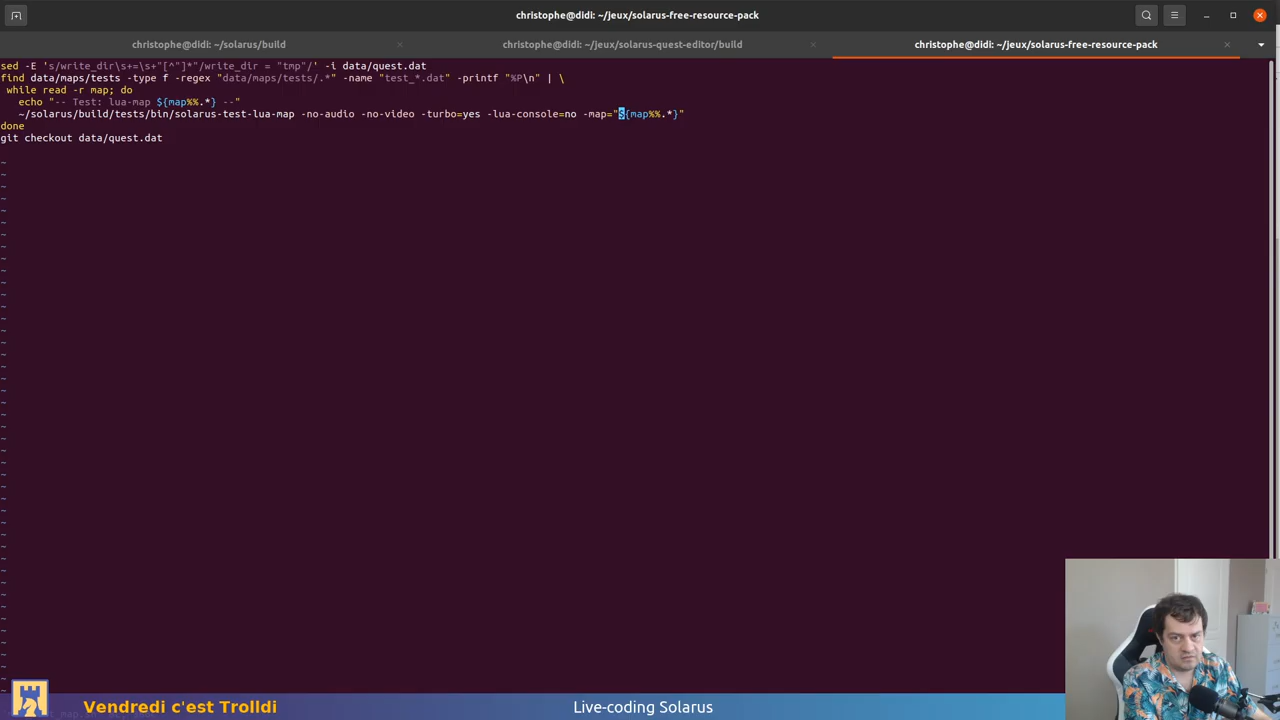 christophe@didi: ~/jeux/solarus-free-resource-pack
christophe@didi: ~/solarus/build
christophe@didi: ~/jeux/solarus-quest-editor/build
christophe@didi: ~/jeux/solarus-free-resource-pack
sed -E 's/write_dir\s+=\s+"[^"]*"/write_dir = "tmp"/' -i data/quest.dat
find data/maps/tests -type f -regex "data/maps/tests/.*" -name "test_*.dat" -printf "%P\n" | \
while read -r map; do
echo "-- Test: lua-map ${map%%.*} --"
~/solarus/build/tests/bin/solarus-test-lua-map -no-audio -no-video -turbo=yes -lua-console=no -map="${map%%.*}"
done
git checkout data/quest.dat
Vendredi c'est Trolldi
Live-coding Solarus